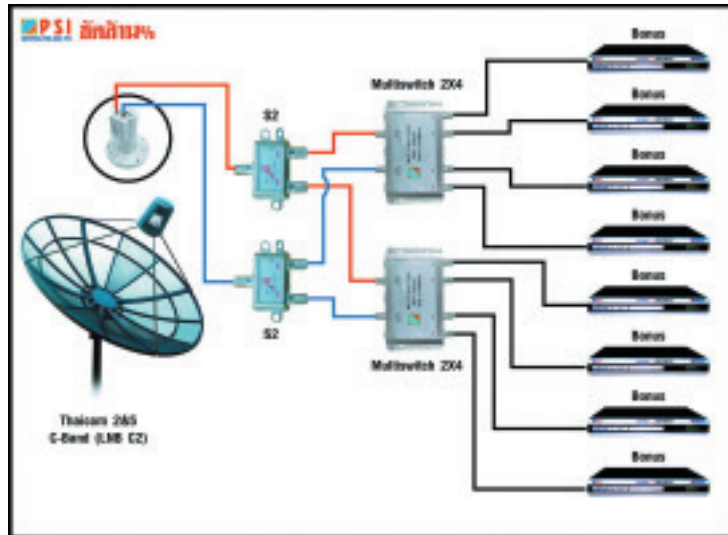 PSI
S2
Multiswitch 2X4
Bonus
Bonus
Bonus
Bonus
S2
Multiswitch 2X4
Bonus
Bonus
Bonus
Bonus
Thaicom 2&5
C-Band (LNB C2)